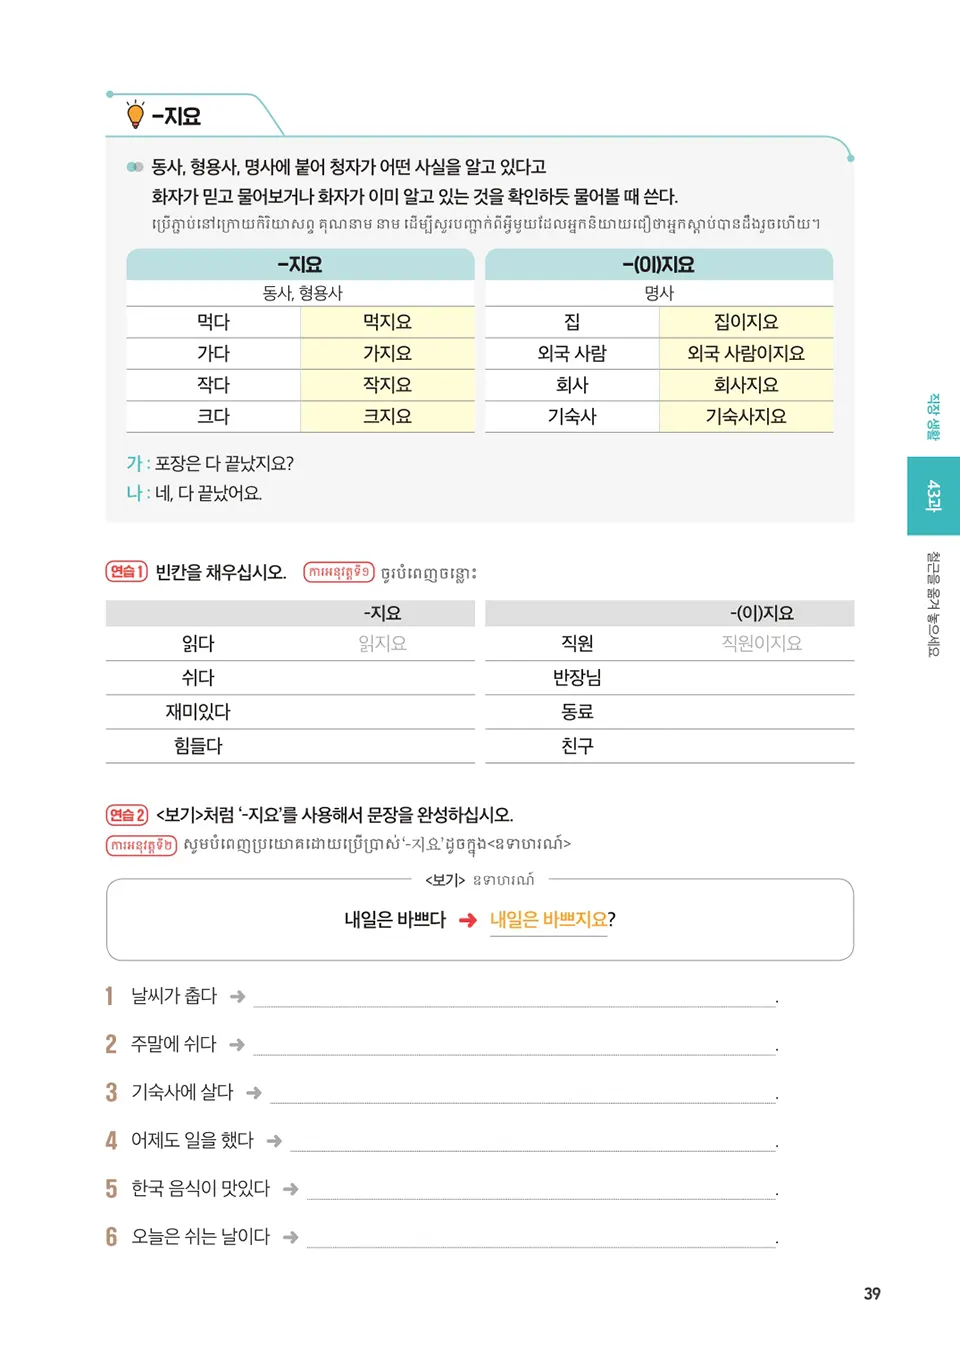 -지요
동사, 형용사, 명사에 붙어 청자가 어떤 사실을 알고 있다고
화자가 믿고 물어보거나 화자가 이미 알고 있는 것을 확인하듯 물어볼 때 쓴다.
ប្រើភ្ជាប់នៅក្រោយកិរិយាសព្ទ គុណនាម នាម ដើម្បីសួរបញ្ជាក់ពីអ្វីមួយដែលអ្នកនិយាយជឿថាអ្នកស្តាប់បានដឹងរួចហើយ។
-지요 -(이)지요
동사, 형용사 명사
먹다 먹지요 집 집이지요
가다 가지요 외국 사람 외국 사람이지요
작다 작지요 회사 회사지요
크다 크지요 기숙사 기숙사지요
가 : 포장은 다 끝났지요?
나 : 네, 다 끝났어요.
연습 1 빈칸을 채우십시오. ការអនុវត្តទី១ ចូរបំពេញចន្លោះ
-지요 -(이)지요
읽다 읽지요 직원 직원이지요
쉬다 반장님
재미있다 동료
힘들다 친구
연습 2 <보기>처럼 ‘-지요’를 사용해서 문장을 완성하십시오.
ការអនុវត្តទី២ សូមបំពេញប្រយោគដោយប្រើប្រាស់ ‘-지요’ ដូចក្នុង<ឧទាហរណ៍>
<보기> ឧទាហរណ៍
내일은 바쁘다 ➜ 내일은 바쁘지요?
1 날씨가 춥다 ➜ .
2 주말에 쉬다 ➜ .
3 기숙사에 살다 ➜ .
4 어제도 일을 했다 ➜ .
5 한국 음식이 맛있다 ➜ .
6 오늘은 쉬는 날이다 ➜ .
직장 생활
43과
철근을 옮겨 놓으세요
39